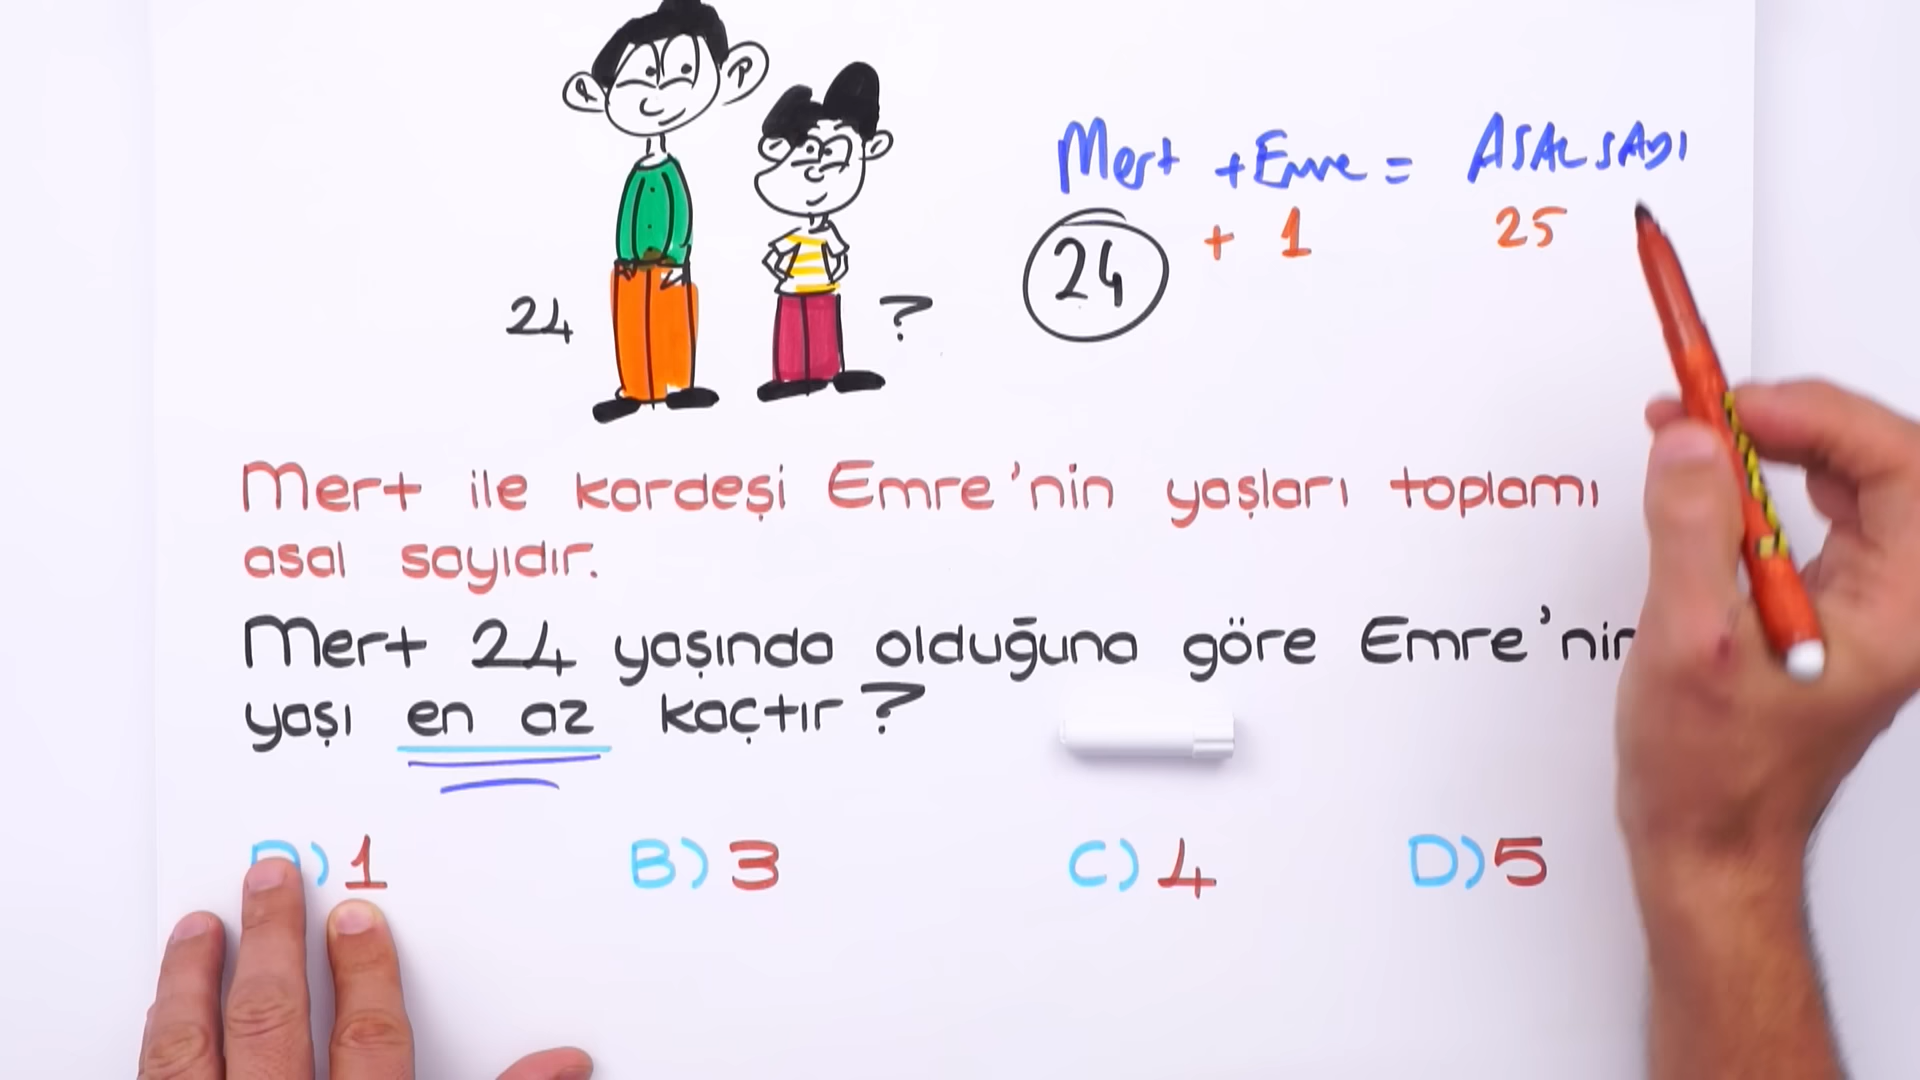 Mert + Emre = ASAL SAYI
24 + 1 25
24 ?
Mert ile kardeşi Emre'nin yaşları toplamı
asal sayıdır.
Mert 24 yaşında olduğuna göre Emre'nin
yaşı en az kaçtır?
) 1 B) 3 C) 4 D) 5